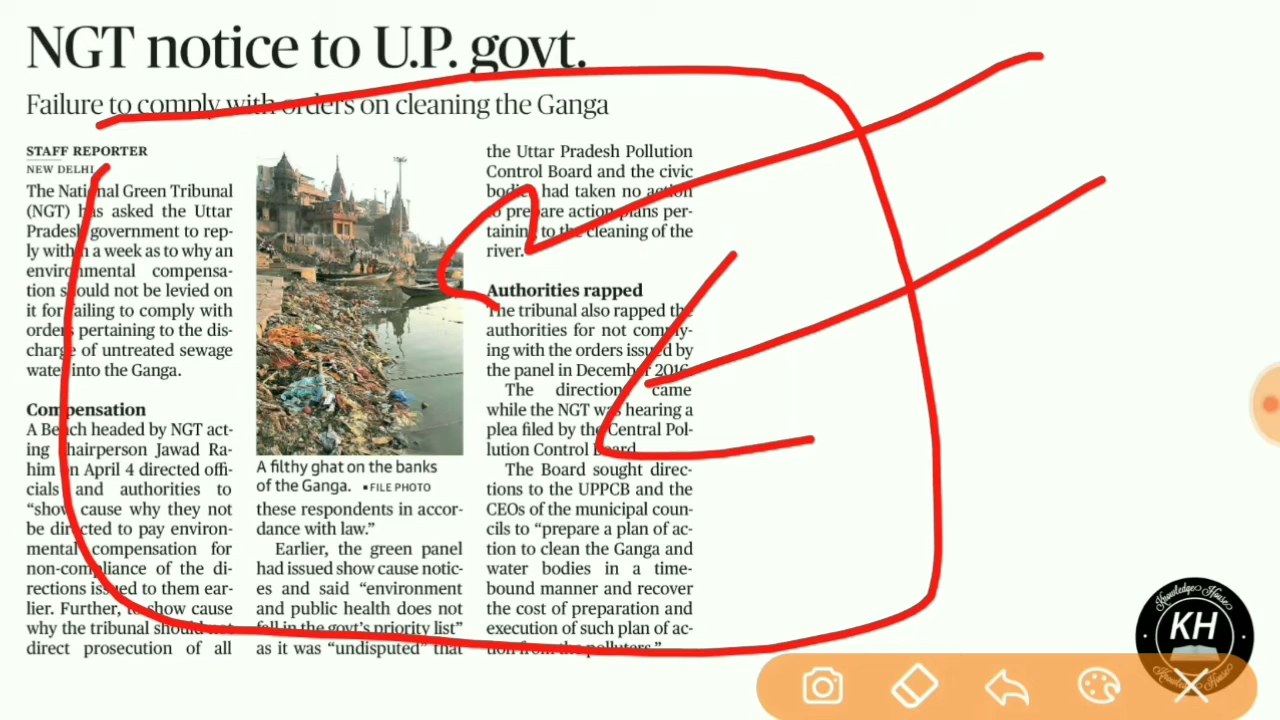 NGT notice to U.P. govt.
Failure to comply with orders on cleaning the Ganga
STAFF REPORTER
NEW DELHI
The National Green Tribunal
(NGT) has asked the Uttar
Pradesh government to rep-
ly within a week as to why an
environmental compensa-
tion should not be levied on
it for failing to comply with
orders pertaining to the dis-
charge of untreated sewage
water into the Ganga.
Compensation
A Bench headed by NGT act-
ing chairperson Jawad Ra-
him on April 4 directed offi-
cials and authorities to
“show cause why they not
be directed to pay environ-
mental compensation for
non-compliance of the di-
rections issued to them ear-
lier. Further, to show cause
why the tribunal should not
direct prosecution of all
A filthy ghat on the banks
of the Ganga. ▪FILE PHOTO
these respondents in accor-
dance with law.”
Earlier, the green panel
had issued show cause notic-
es and said “environment
and public health does not
fall in the govt’s priority list”
as it was “undisputed” that
the Uttar Pradesh Pollution
Control Board and the civic
bodies had taken no action
to prepare action plans per-
taining to the cleaning of the
river.
Authorities rapped
The tribunal also rapped the
authorities for not comply-
ing with the orders issued by
the panel in December 2016.
The directions came
while the NGT was hearing a
plea filed by the Central Pol-
lution Control Board.
The Board sought direc-
tions to the UPPCB and the
CEOs of the municipal coun-
cils to “prepare a plan of ac-
tion to clean the Ganga and
water bodies in a time-
bound manner and recover
the cost of preparation and
execution of such plan of ac-
tion from the polluters.”
Knowledge House
KH
Knowledge House